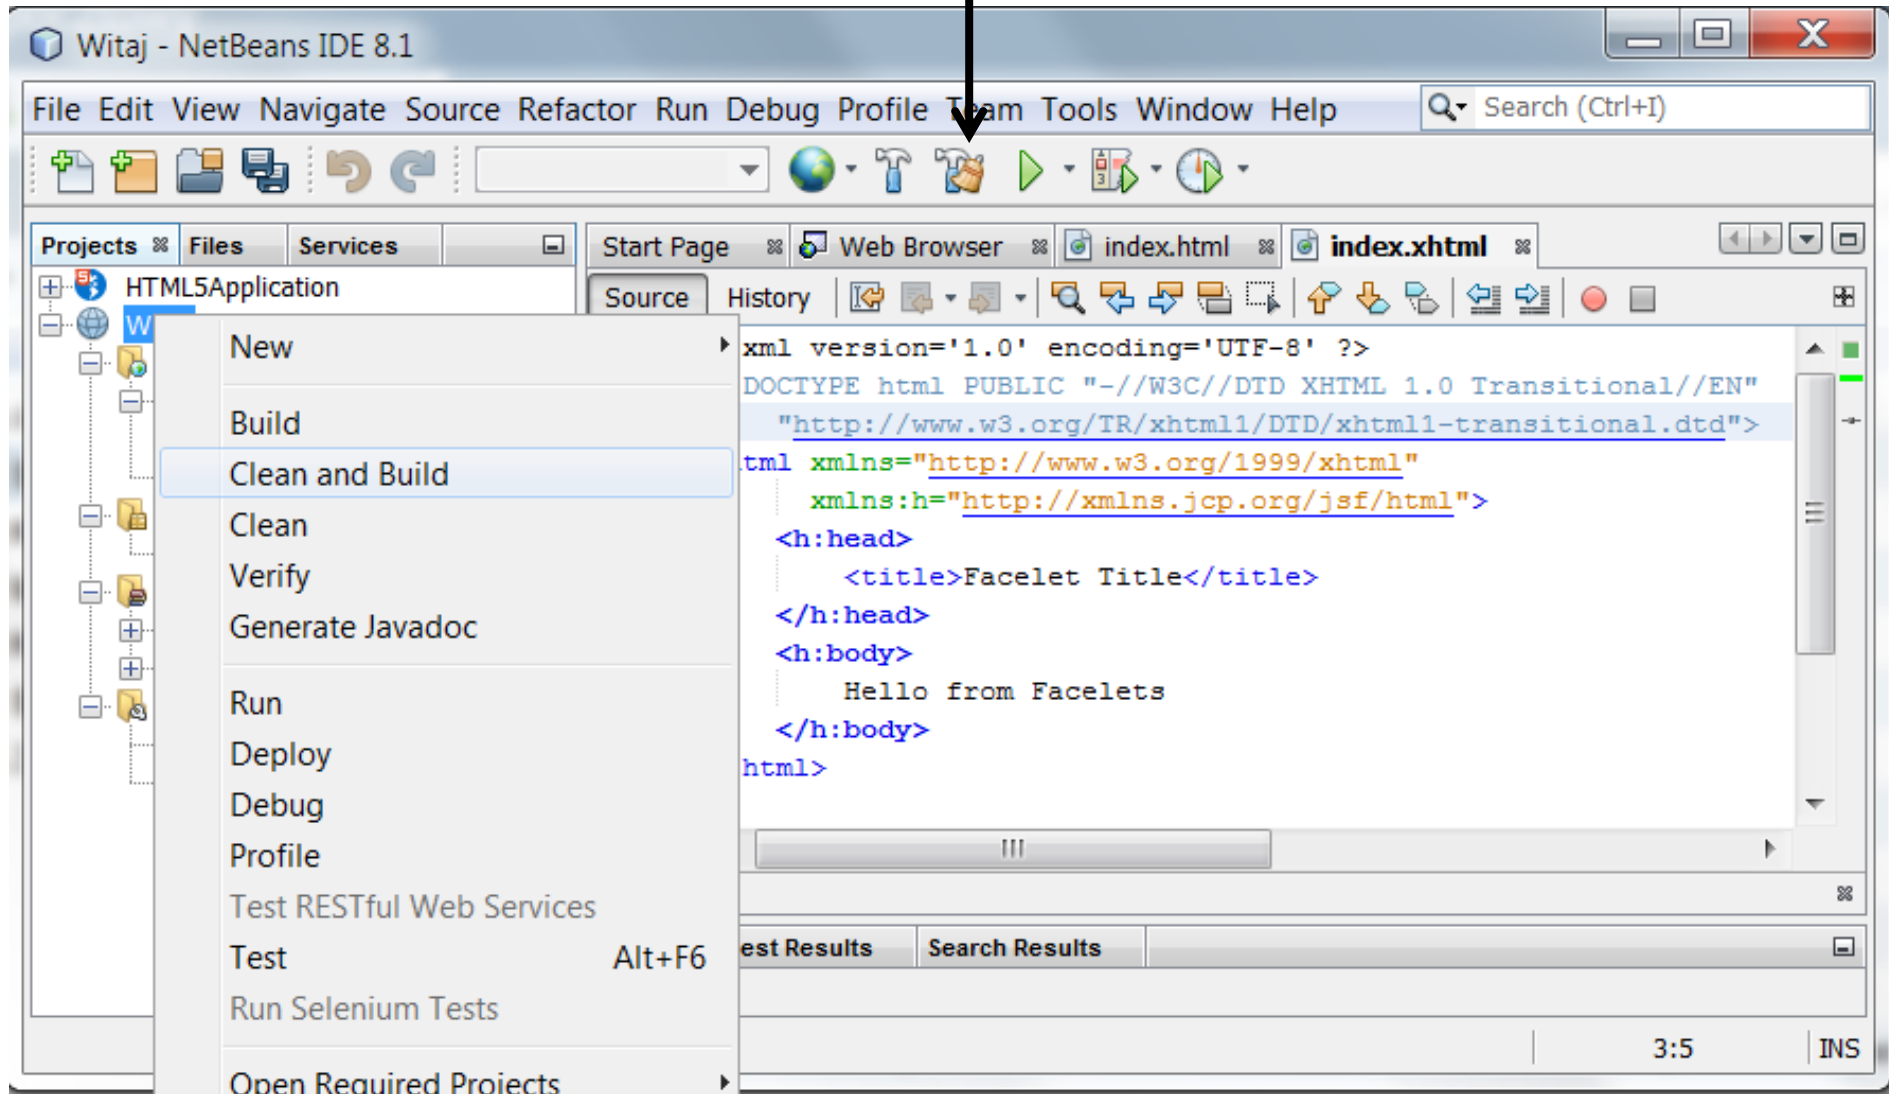 Witaj - NetBeans IDE 8.1
File Edit View Navigate Source Refactor Run Debug Profile Team Tools Window Help
Search (Ctrl+I)
Projects Files Services
Start Page Web Browser index.html index.xhtml
HTML5Application
Source History
W
New
Build
Clean and Build
Clean
Verify
Generate Javadoc
Run
Deploy
Debug
Profile
Test RESTful Web Services
Test Alt+F6
Run Selenium Tests
Open Required Projects
xml version='1.0' encoding='UTF-8' ?>
DOCTYPE html PUBLIC "-//W3C//DTD XHTML 1.0 Transitional//EN"
"http://www.w3.org/TR/xhtml1/DTD/xhtml1-transitional.dtd">
tml xmlns="http://www.w3.org/1999/xhtml"
xmlns:h="http://xmlns.jcp.org/jsf/html">
<h:head>
<title>Facelet Title</title>
</h:head>
<h:body>
Hello from Facelets
</h:body>
html>
est Results Search Results
3:5 INS